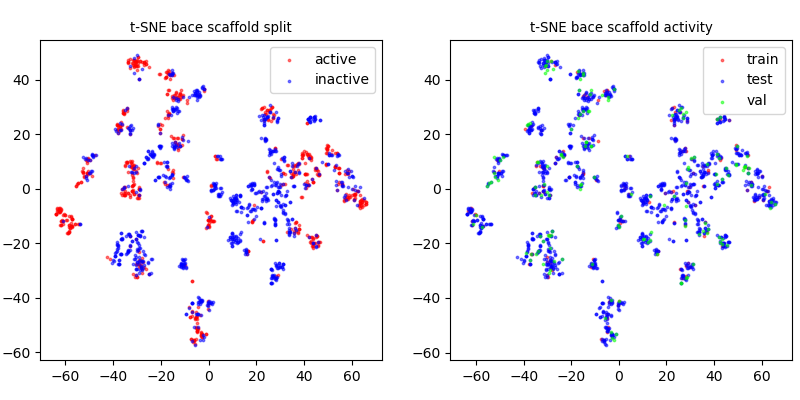 t-SNE bace scaffold split
active
inactive
40
20
0
−20
−40
−60
−60 −40 −20 0 20 40 60
t-SNE bace scaffold activity
train
test
val
40
20
0
−20
−40
−60
−60 −40 −20 0 20 40 60